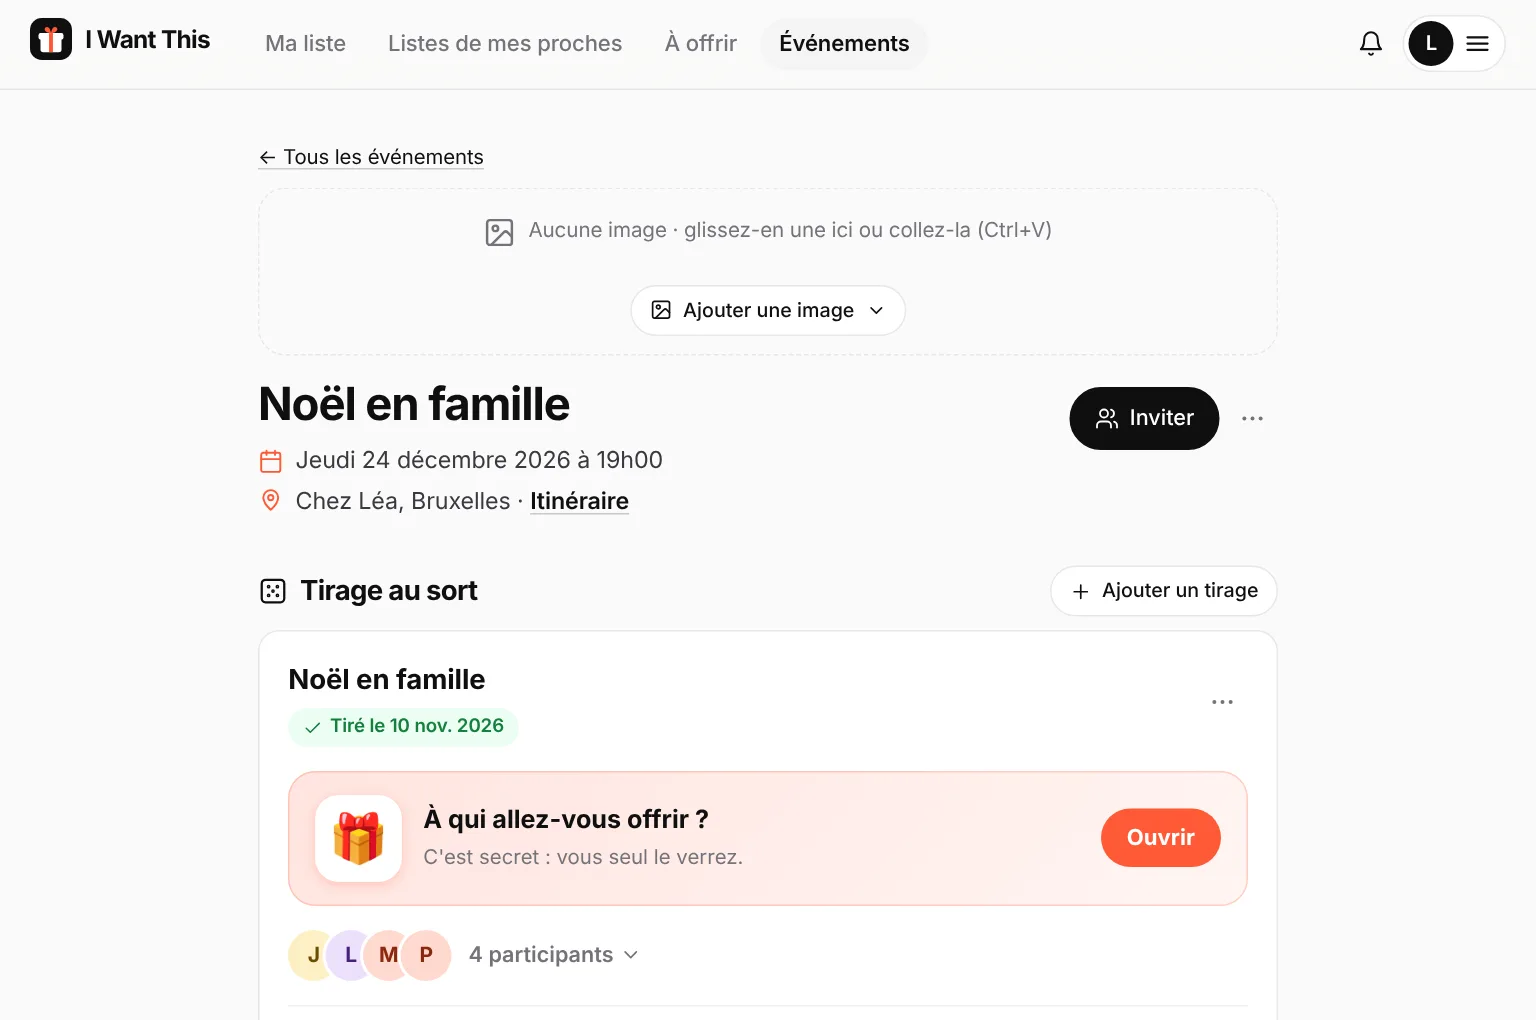 I Want This
Ma liste
Listes de mes proches
À offrir
Événements
L
← Tous les événements
Aucune image · glissez-en une ici ou collez-la (Ctrl+V)
Ajouter une image
Noël en famille
Inviter
Jeudi 24 décembre 2026 à 19h00
Chez Léa, Bruxelles · Itinéraire
Tirage au sort
+ Ajouter un tirage
Noël en famille
Tiré le 10 nov. 2026
À qui allez-vous offrir ?
C'est secret : vous seul le verrez.
Ouvrir
J L M P 4 participants